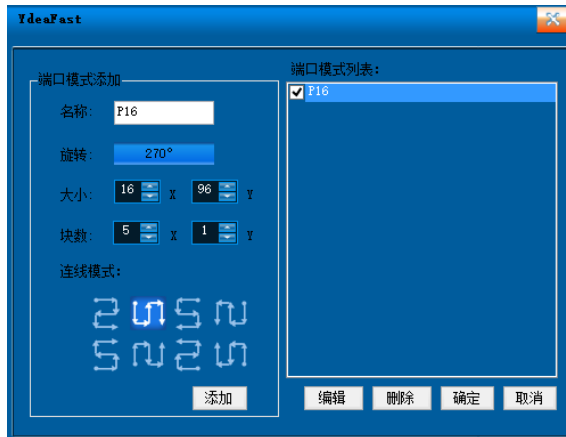 YdeaFast
端口模式添加
名称： P16
旋转： 270°
大小： 16 X 96 Y
块数： 5 X 1 Y
连线模式：
添加
端口模式列表：
P16
编辑 删除 确定 取消